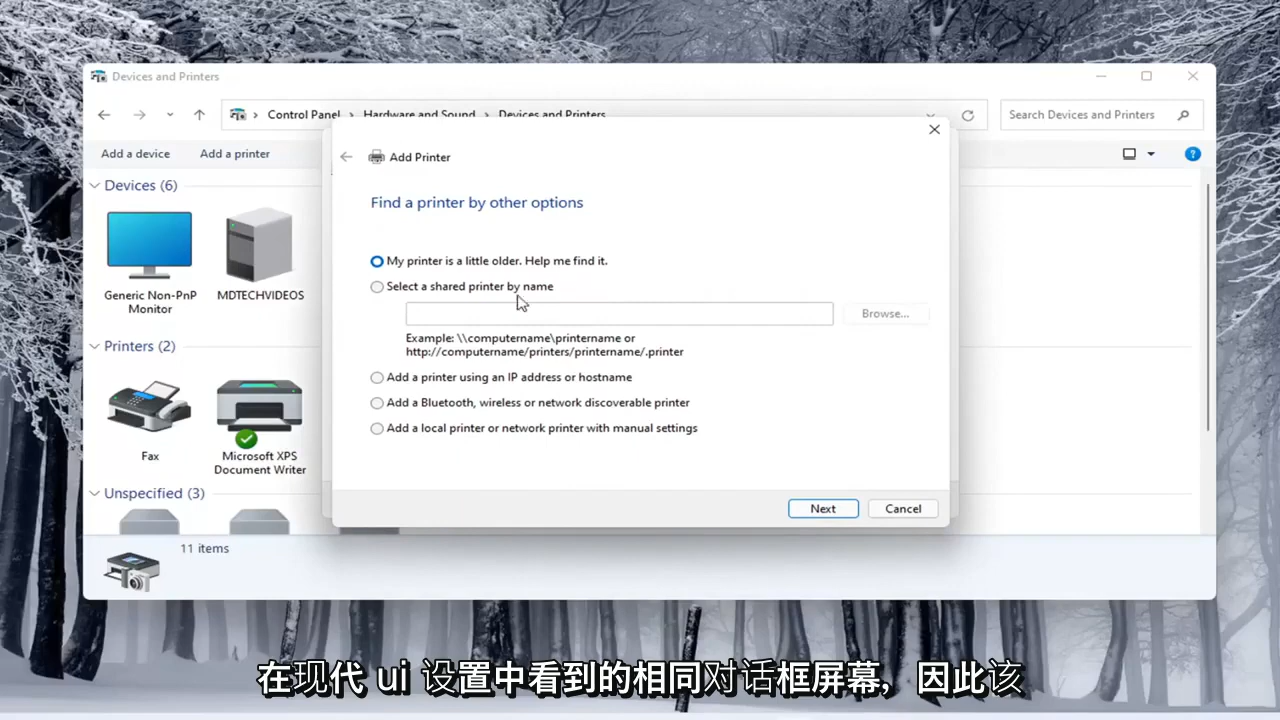 Devices and Printers
Control Panel > Hardware and Sound > Devices and Printers
Search Devices and Printers
Add a device
Add a printer
?
Devices (6)
Generic Non-PnP
Monitor
MDTECHVIDEOS
Printers (2)
Fax
Microsoft XPS
Document Writer
Unspecified (3)
11 items
Add Printer
Find a printer by other options
My printer is a little older. Help me find it.
Select a shared printer by name
Browse...
Example: \\computername\printername or
http://computername/printers/printername/.printer
Add a printer using an IP address or hostname
Add a Bluetooth, wireless or network discoverable printer
Add a local printer or network printer with manual settings
Next
Cancel
在现代 ui 设置中看到的相同对话框屏幕，因此该